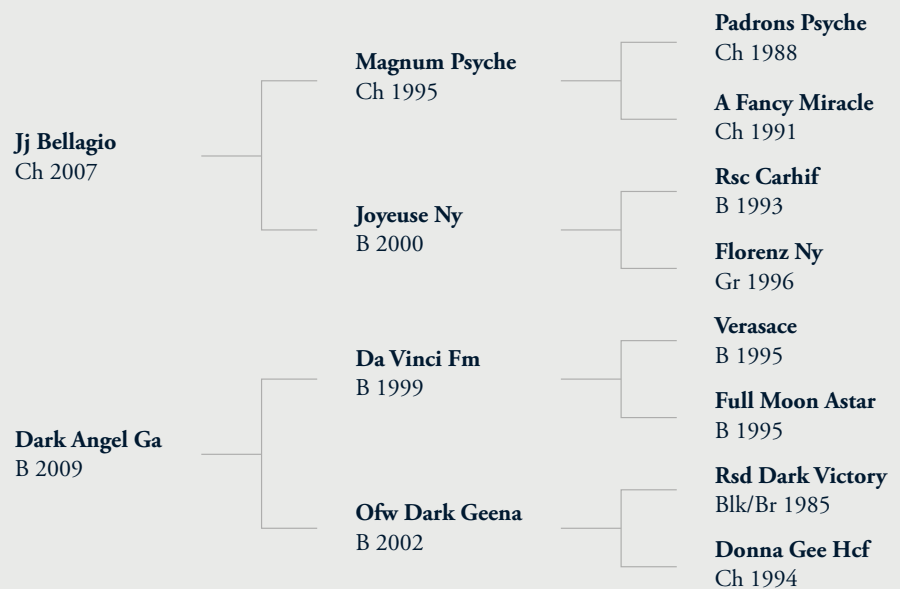 Jj Bellagio
Ch 2007
Dark Angel Ga
B 2009
Magnum Psyche
Ch 1995
Joyeuse Ny
B 2000
Da Vinci Fm
B 1999
Ofw Dark Geena
B 2002
Padrons Psyche
Ch 1988
A Fancy Miracle
Ch 1991
Rsc Carhif
B 1993
Florenz Ny
Gr 1996
Verasace
B 1995
Full Moon Astar
B 1995
Rsd Dark Victory
Blk/Br 1985
Donna Gee Hcf
Ch 1994